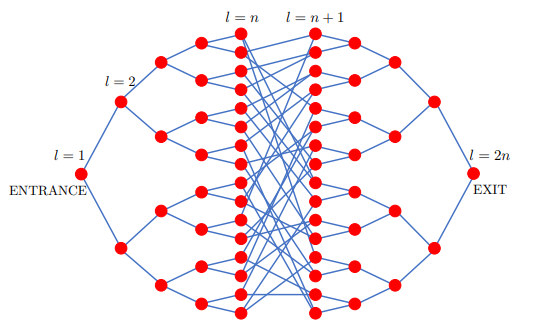 l = n
l = n + 1
l = 2
l = 1
l = 2n
ENTRANCE
EXIT